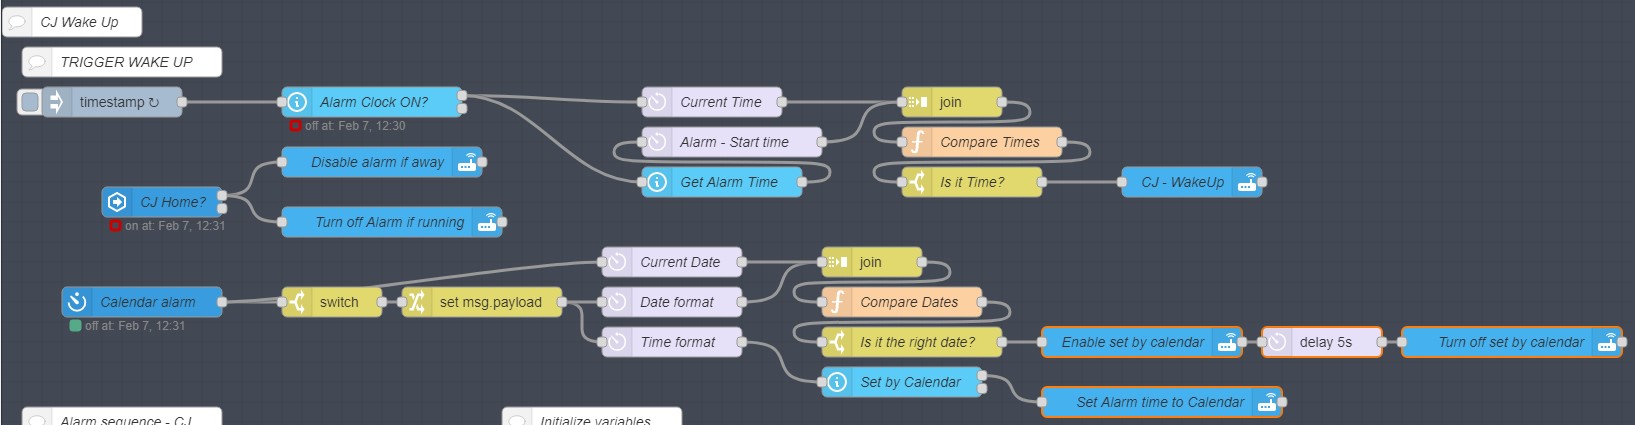 CJ Wake Up
TRIGGER WAKE UP
timestamp ↻
Alarm Clock ON?
off at: Feb 7, 12:30
Current Time
join
Alarm - Start time
Compare Times
Disable alarm if away
Get Alarm Time
Is it Time?
CJ - WakeUp
CJ Home?
on at: Feb 7, 12:31
Turn off Alarm if running
Current Date
join
Calendar alarm
off at: Feb 7, 12:31
switch
set msg.payload
Date format
Compare Dates
Time format
Is it the right date?
Enable set by calendar
delay 5s
Turn off set by calendar
Set by Calendar
Set Alarm time to Calendar
Alarm sequence - CJ
Initialize variables